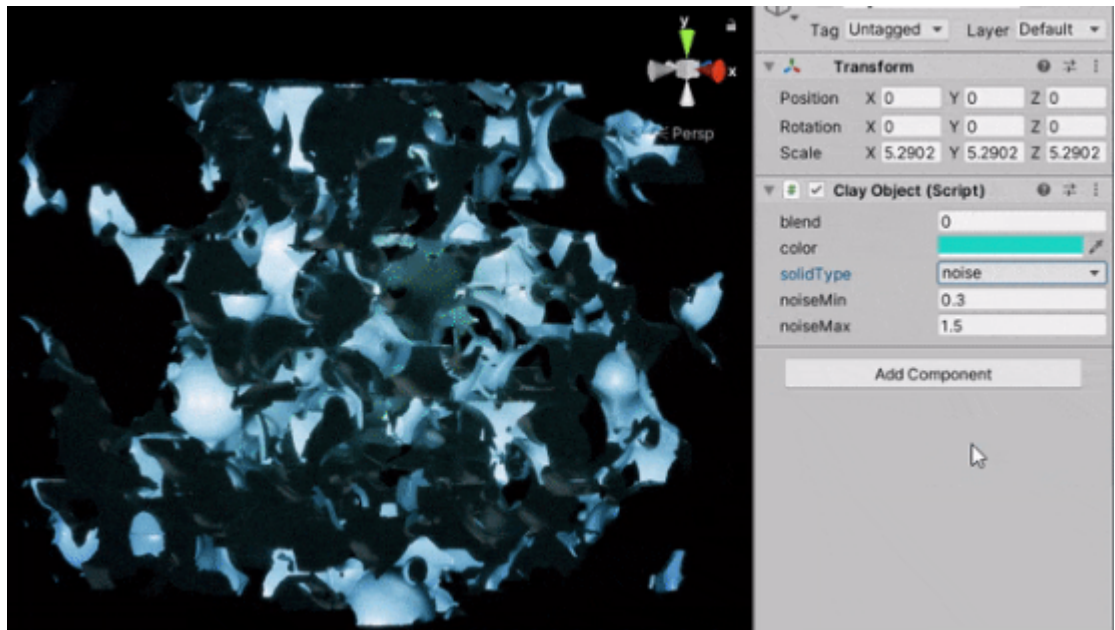 y
x
Persp
Tag Untagged Layer Default
Transform
Position X 0 Y 0 Z 0
Rotation X 0 Y 0 Z 0
Scale X 5.2902 Y 5.2902 Z 5.2902
# Clay Object (Script)
blend 0
color
solidType noise
noiseMin 0.3
noiseMax 1.5
Add Component